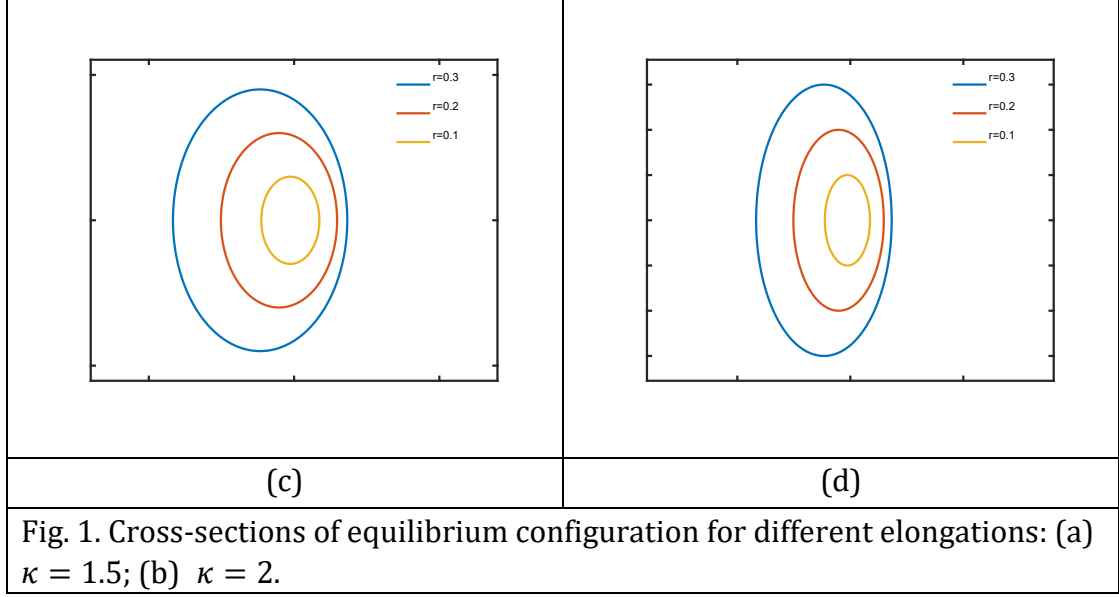 r=0.3
r=0.2
r=0.1
r=0.3
r=0.2
r=0.1
(c)
(d)
Fig. 1. Cross-sections of equilibrium configuration for different elongations: (a)
κ = 1.5; (b) κ = 2.